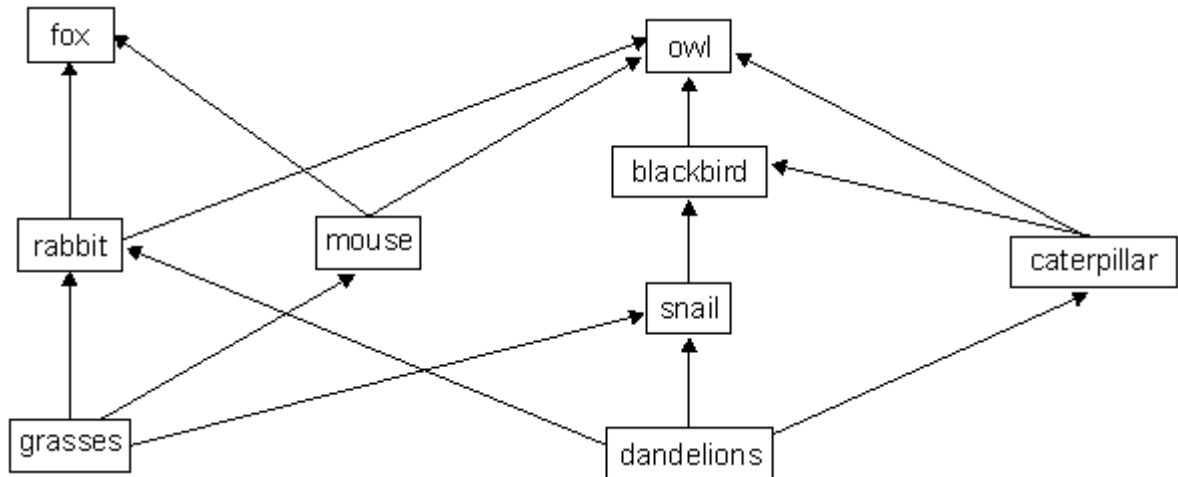 fox
owl
blackbird
rabbit
mouse
caterpillar
snail
grasses
dandelions